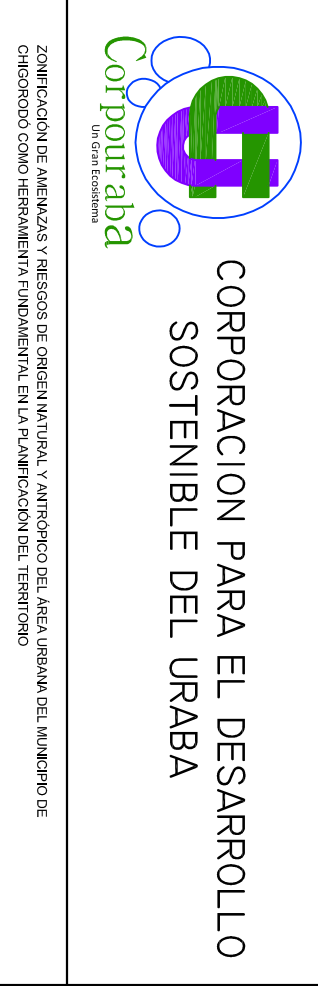 CORPORACION PARA EL DESARROLLO
SOSTENIBLE DEL URABA
Corpouraba
Un Gran Ecosistema
ZONIFICACIÓN DE AMENAZAS Y RIESGOS DE ORIGEN NATURAL Y ANTRÓPICO DEL ÁREA URBANA DEL MUNICIPIO DE
CHIGORODÓ COMO HERRAMIENTA FUNDAMENTAL EN LA PLANIFICACIÓN DEL TERRITORIO